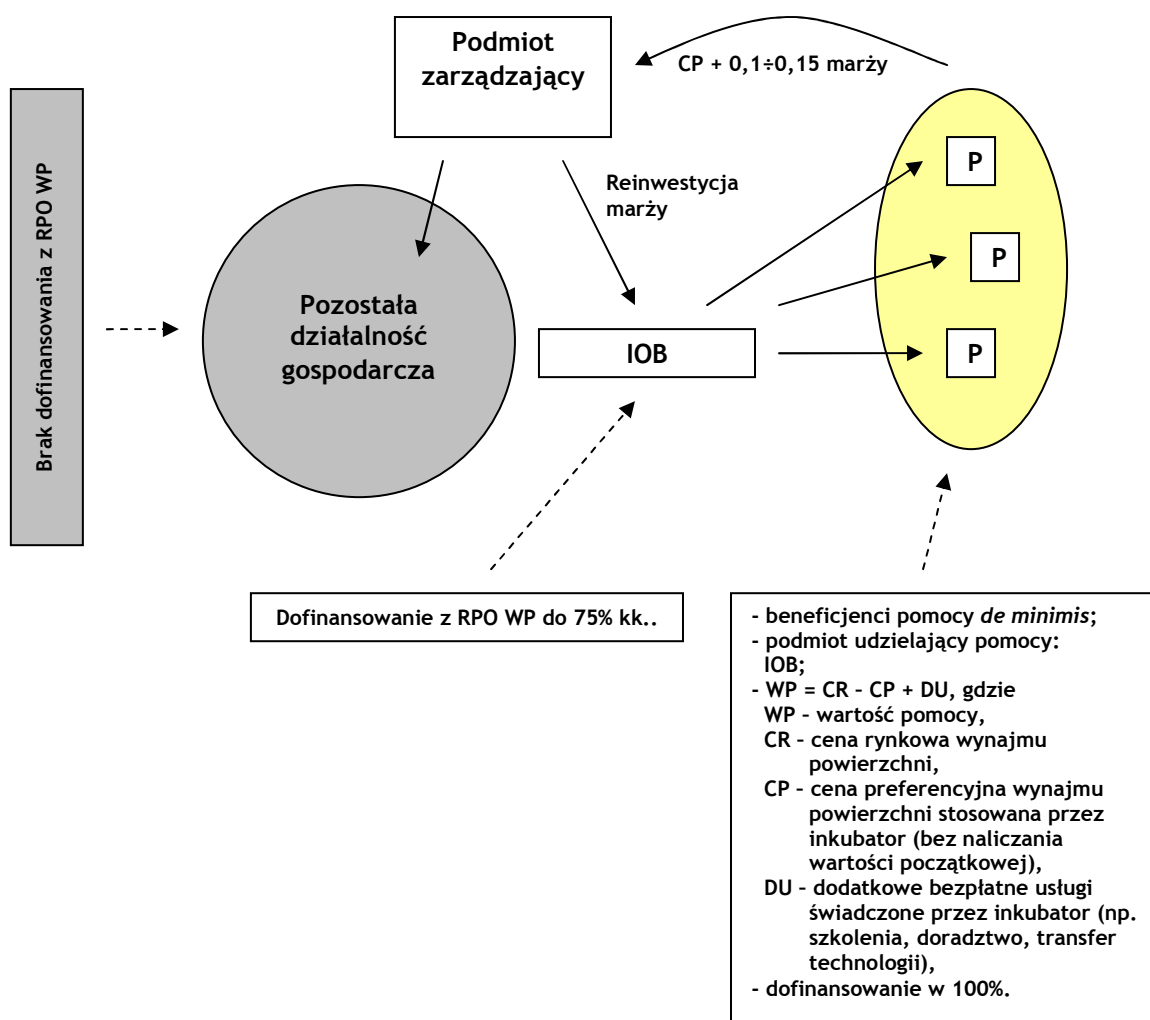 Podmiot
zarządzający
CP + 0,1÷0,15 marży
Brak dofinansowania z RPO WP
P
Reinwestycja
marży
P
Pozostała
działalność
gospodarcza
IOB
P
Dofinansowanie z RPO WP do 75% kk..
- beneficjenci pomocy de minimis;
- podmiot udzielający pomocy:
IOB;
- WP = CR – CP + DU, gdzie
WP – wartość pomocy,
CR – cena rynkowa wynajmu
powierzchni,
CP – cena preferencyjna wynajmu
powierzchni stosowana przez
inkubator (bez naliczania
wartości początkowej),
DU – dodatkowe bezpłatne usługi
świadczone przez inkubator (np.
szkolenia, doradztwo, transfer
technologii),
- dofinansowanie w 100%.